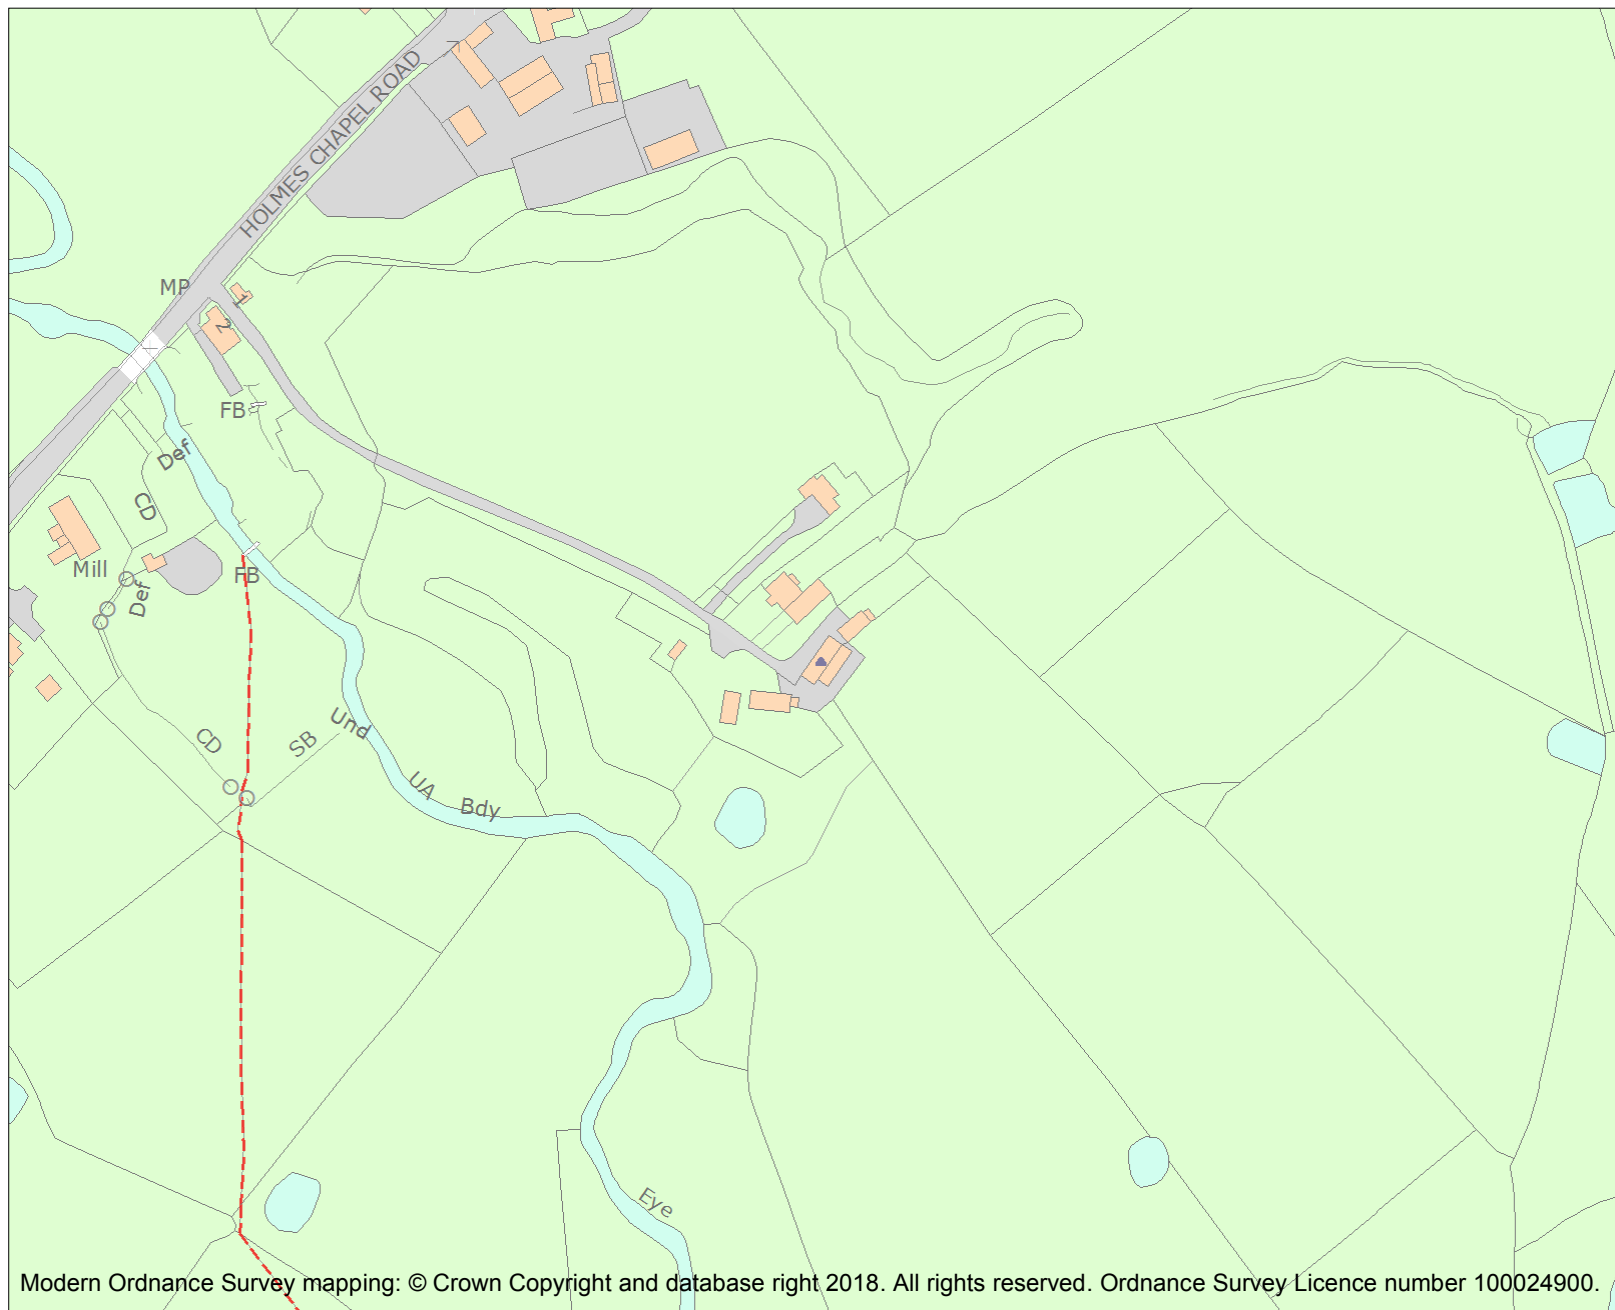 HOLMES CHAPEL ROAD
MP
1
2
FB
Def
CD
Mill
FB
Def
CD
SB
Und
UA
Bdy
Eye
Modern Ordnance Survey mapping: © Crown Copyright and database right 2018. All rights reserved. Ordnance Survey Licence number 100024900.